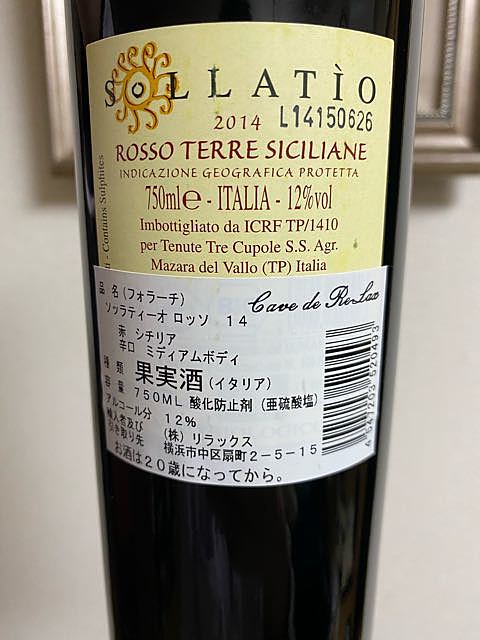 SOLLATÌO
2014 L14150626
ROSSO TERRE SICILIANE
INDICAZIONE GEOGRAFICA PROTETTA
750ml e - ITALIA - 12%vol
Imbottigliato da ICRF TP/1410
per Tenute Tre Cupole S.S. Agr.
Mazara del Vallo (TP) Italia
- Contains Sulphites
品 名 (フォラーチ) Cave de ReLax
ソッラティーオ ロッソ 14
赤 シチリア
辛口 ミディアムボディ
種 類 果実酒(イタリア)
容 量 750ML 酸化防止剤 (亜硫酸塩)
アルコール分 12%
輸入者及び (株) リラックス
引き取り先 横浜市中区扇町2-5-15
お酒は20歳になってから。
4541203520493